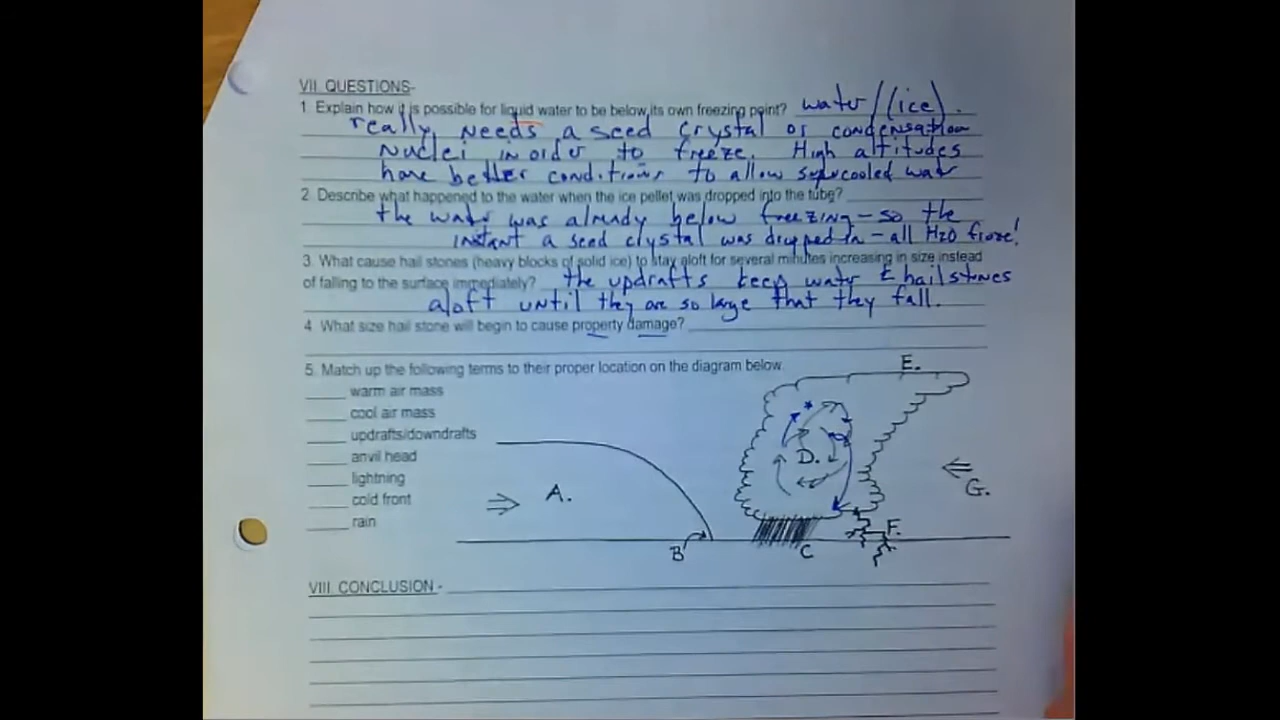 VII. QUESTIONS-
1. Explain how it is possible for liquid water to be below its own freezing point? water/(ice).
really needs a seed crystal or condensation
nuclei in order to freeze. High altitudes
have better conditions to allow supercooled water
2. Describe what happened to the water when the ice pellet was dropped into the tube?
the water was already below freezing - so the
instant a seed crystal was dropped in - all H2O froze!
3. What cause hail stones (heavy blocks of solid ice) to stay aloft for several minutes increasing in size instead
of falling to the surface immediately? the updrafts keep water & hailstones
aloft until they are so large that they fall.
4. What size hail stone will begin to cause property damage?
5. Match up the following terms to their proper location on the diagram below.
warm air mass
cool air mass
updrafts/downdrafts
anvil head
lightning
cold front
rain
E.
D.
A.
G.
F.
B
C
VIII. CONCLUSION -